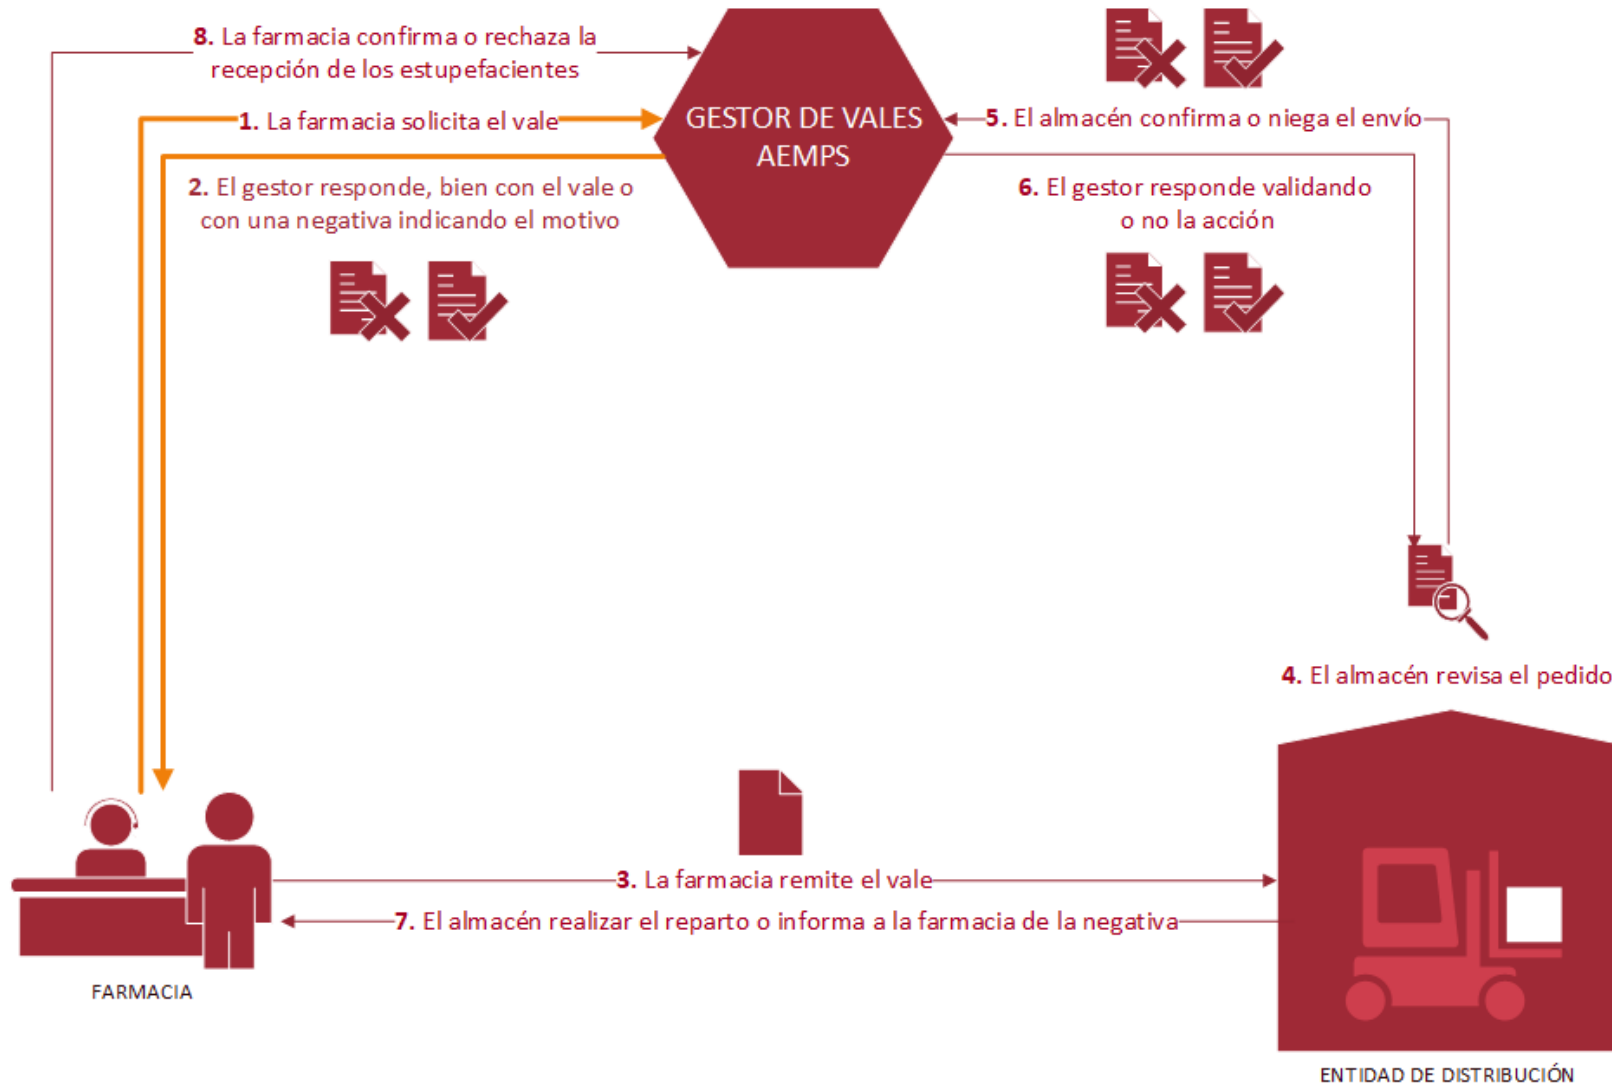 8. La farmacia confirma o rechaza la
recepción de los estupefacientes
1. La farmacia solicita el vale
2. El gestor responde, bien con el vale o
con una negativa indicando el motivo
GESTOR DE VALES
AEMPS
5. El almacén confirma o niega el envío
6. El gestor responde validando
o no la acción
4. El almacén revisa el pedido
3. La farmacia remite el vale
7. El almacén realizar el reparto o informa a la farmacia de la negativa
FARMACIA
ENTIDAD DE DISTRIBUCIÓN